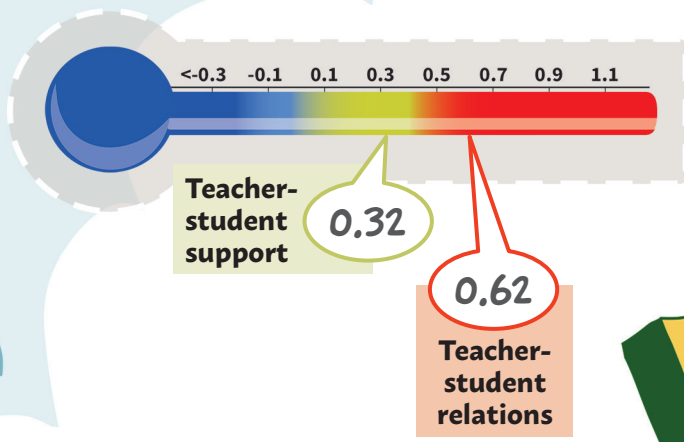 <-0.3 -0.1 0.1 0.3 0.5 0.7 0.9 1.1
Teacher-
student
support
0.32
0.62
Teacher-
student
relations